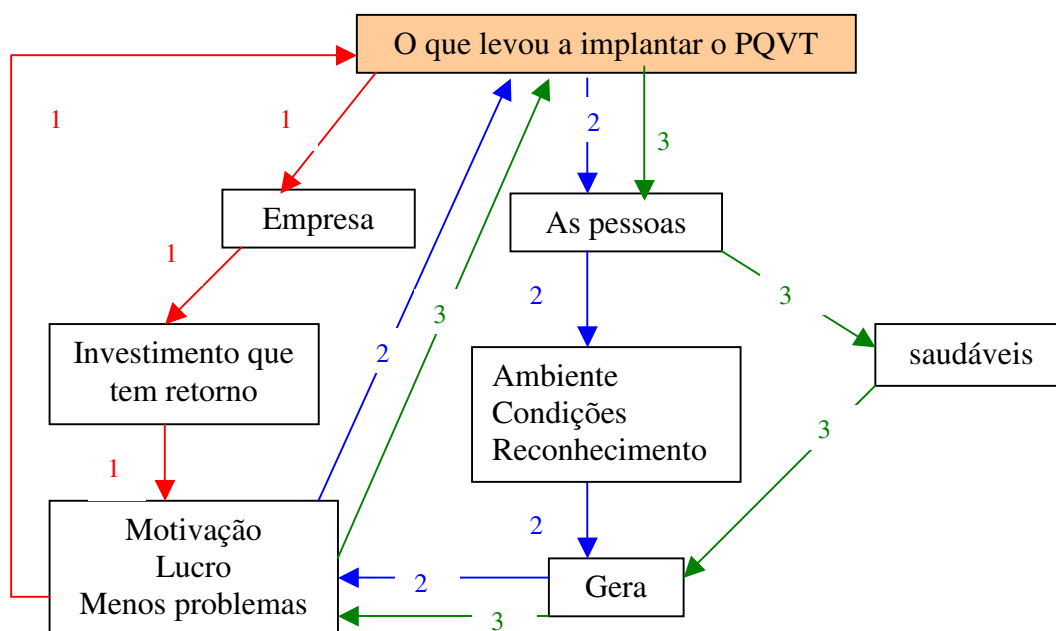 O que levou a implantar o PQVT
1
1
2
3
Empresa
As pessoas
1
2
3
2
3
Investimento que
tem retorno
Ambiente
Condições
Reconhecimento
saudáveis
1
3
2
Motivação
Lucro
Menos problemas
2
Gera
3